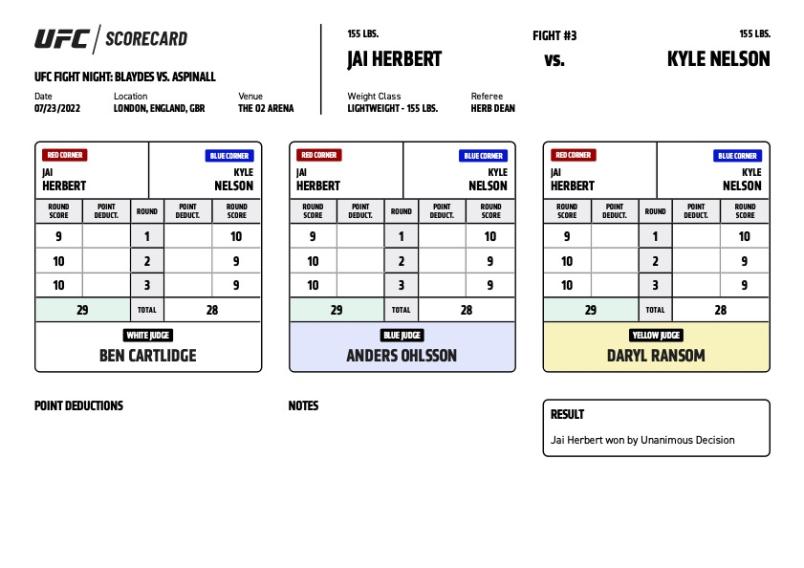 UFC / SCORECARD
UFC FIGHT NIGHT: BLAYDES VS. ASPINALL
Date Location Venue
07/23/2022 LONDON, ENGLAND, GBR THE O2 ARENA
155 LBS. FIGHT #3 155 LBS.
JAI HERBERT VS. KYLE NELSON
Weight Class Referee
LIGHTWEIGHT - 155 LBS. HERB DEAN
RED CORNER BLUE CORNER
JAI KYLE
HERBERT NELSON
ROUND SCORE POINT DEDUCT. ROUND POINT DEDUCT. ROUND SCORE
9 1 10
10 2 9
10 3 9
29 TOTAL 28
WHITE JUDGE
BEN CARTLIDGE
RED CORNER BLUE CORNER
JAI KYLE
HERBERT NELSON
ROUND SCORE POINT DEDUCT. ROUND POINT DEDUCT. ROUND SCORE
9 1 10
10 2 9
10 3 9
29 TOTAL 28
BLUE JUDGE
ANDERS OHLSSON
RED CORNER BLUE CORNER
JAI KYLE
HERBERT NELSON
ROUND SCORE POINT DEDUCT. ROUND POINT DEDUCT. ROUND SCORE
9 1 10
10 2 9
10 3 9
29 TOTAL 28
YELLOW JUDGE
DARYL RANSOM
POINT DEDUCTIONS
NOTES
RESULT
Jai Herbert won by Unanimous Decision